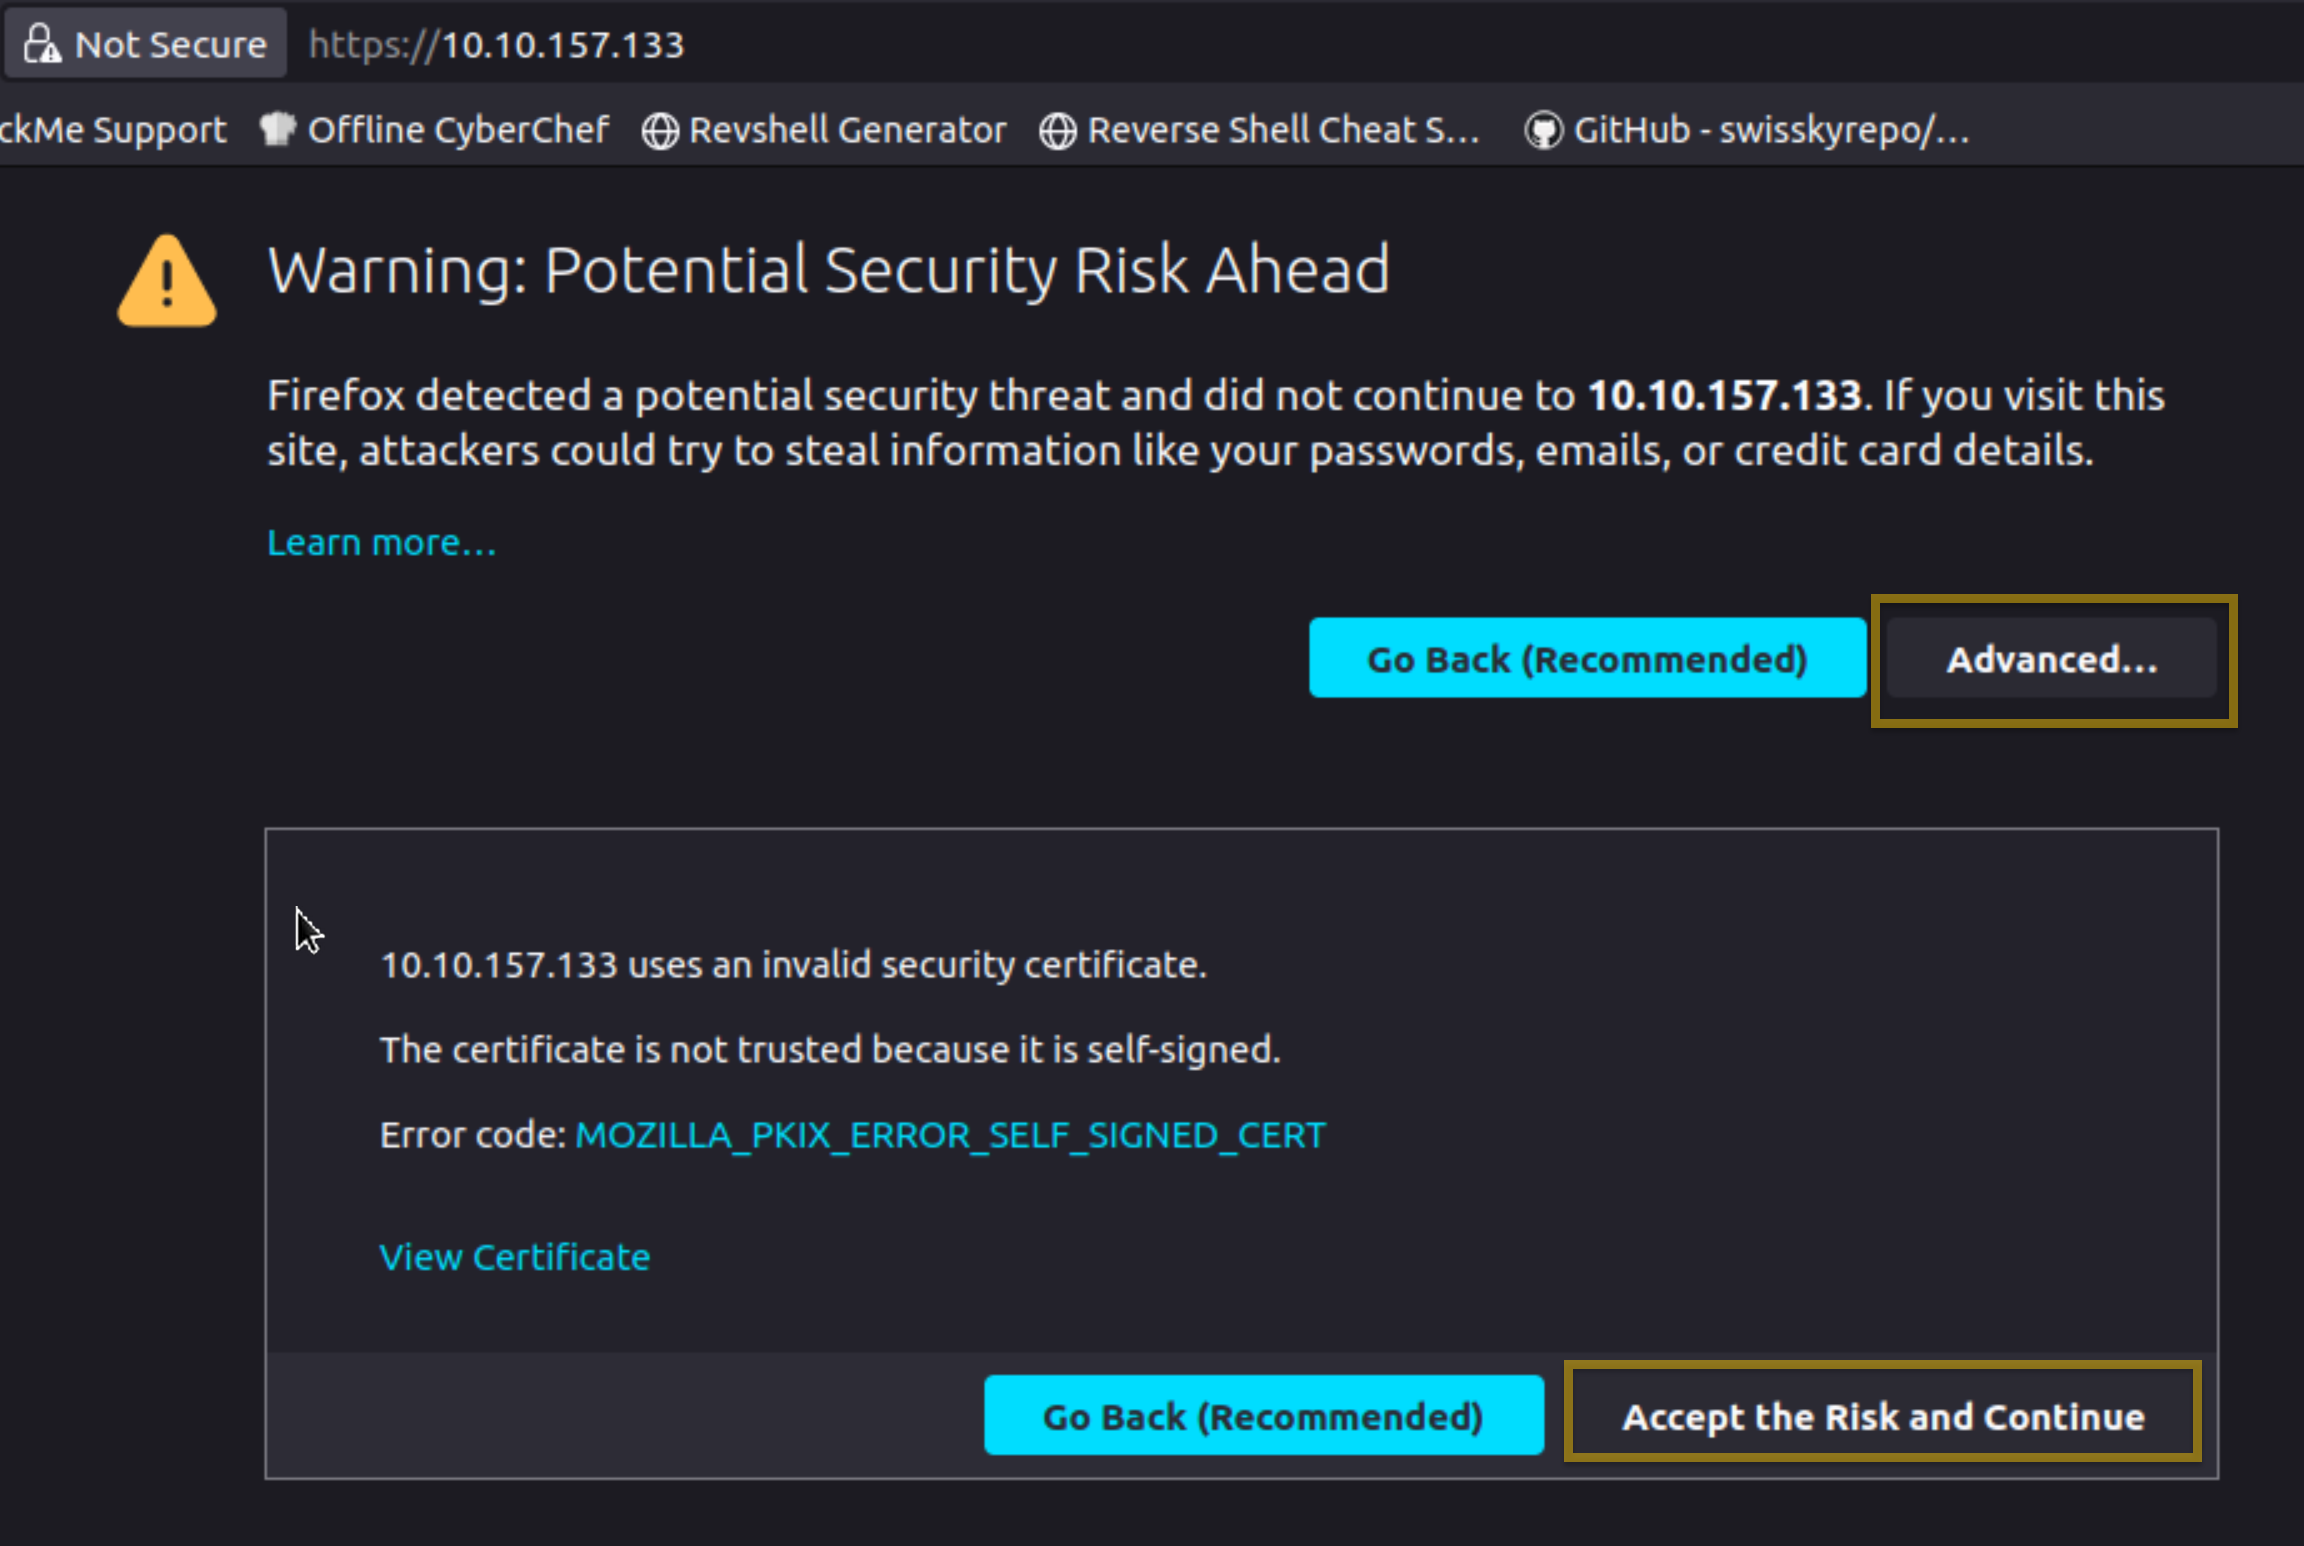 Not Secure https://10.10.157.133
ckMe Support Offline CyberChef Revshell Generator Reverse Shell Cheat S... GitHub - swisskyrepo/...
Warning: Potential Security Risk Ahead
Firefox detected a potential security threat and did not continue to 10.10.157.133. If you visit this
site, attackers could try to steal information like your passwords, emails, or credit card details.
Learn more...
Go Back (Recommended) Advanced...
10.10.157.133 uses an invalid security certificate.
The certificate is not trusted because it is self-signed.
Error code: MOZILLA_PKIX_ERROR_SELF_SIGNED_CERT
View Certificate
Go Back (Recommended) Accept the Risk and Continue